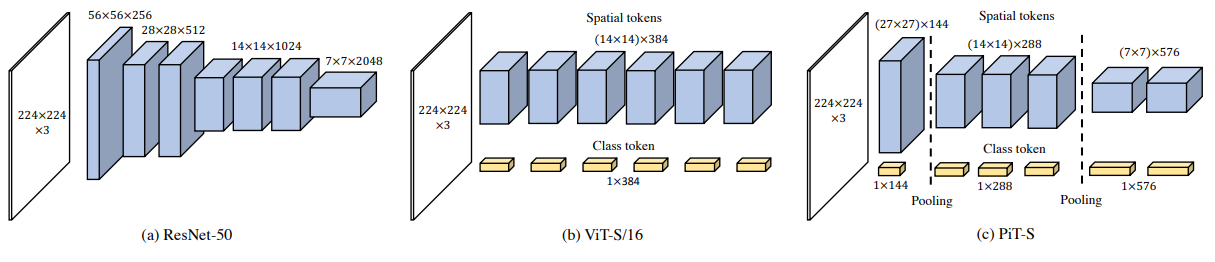 56×56×256
28×28×512
14×14×1024
7×7×2048
224×224
×3
(a) ResNet-50
Spatial tokens
(14×14)×384
224×224
×3
Class token
1×384
(b) ViT-S/16
Spatial tokens
(27×27)×144
(14×14)×288
(7×7)×576
224×224
×3
Class token
1×144
1×288
1×576
Pooling
Pooling
(c) PiT-S